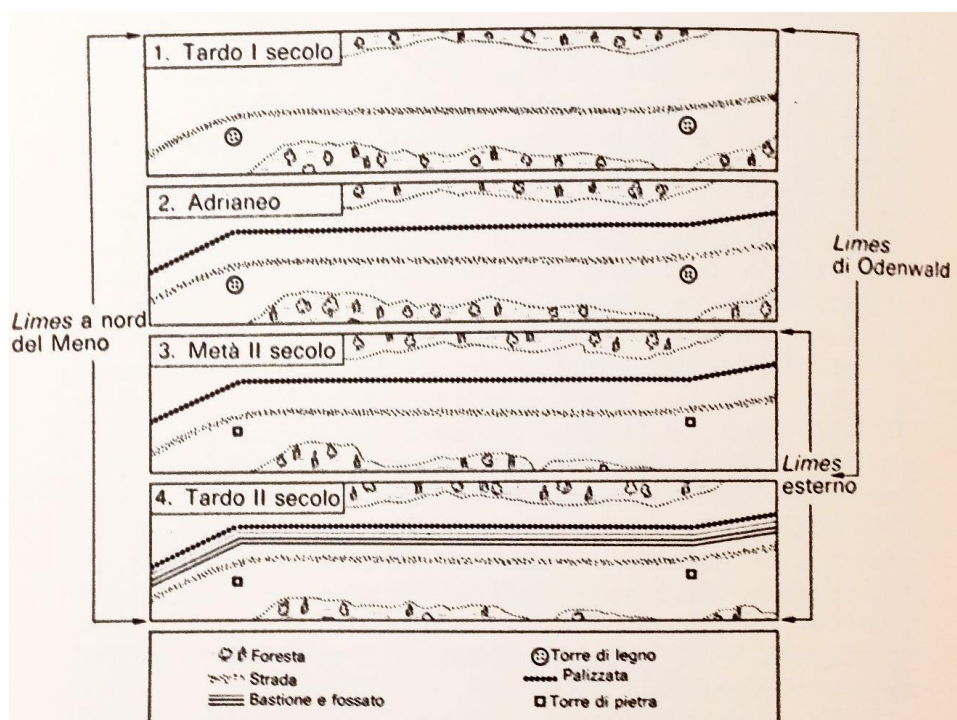 1. Tardo I secolo
2. Adrianeo
Limes
di Odenwald
Limes a nord
del Meno
3. Metà II secolo
Limes
esterno
4. Tardo II secolo
Foresta
Strada
Bastione e fossato
Torre di legno
Palizzata
Torre di pietra